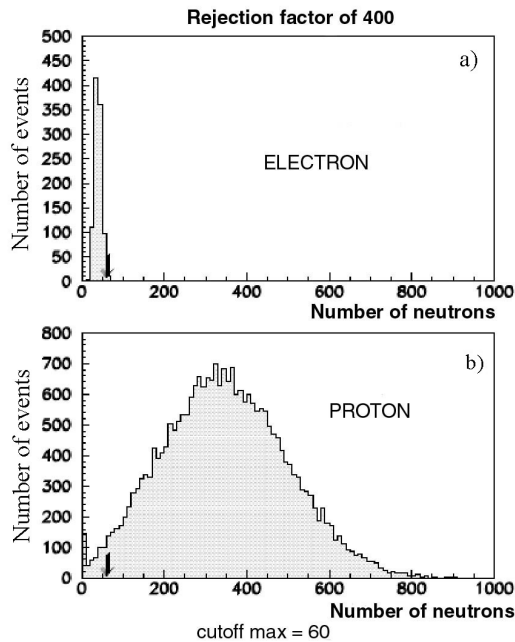 Rejection factor of 400
Number of events
500
450
400
350
300
250
200
150
100
50
0
a)
ELECTRON
0 200 400 600 800 1000
Number of neutrons
Number of events
800
700
600
500
400
300
200
100
0
b)
PROTON
0 200 400 600 800 1000
Number of neutrons
cutoff max = 60